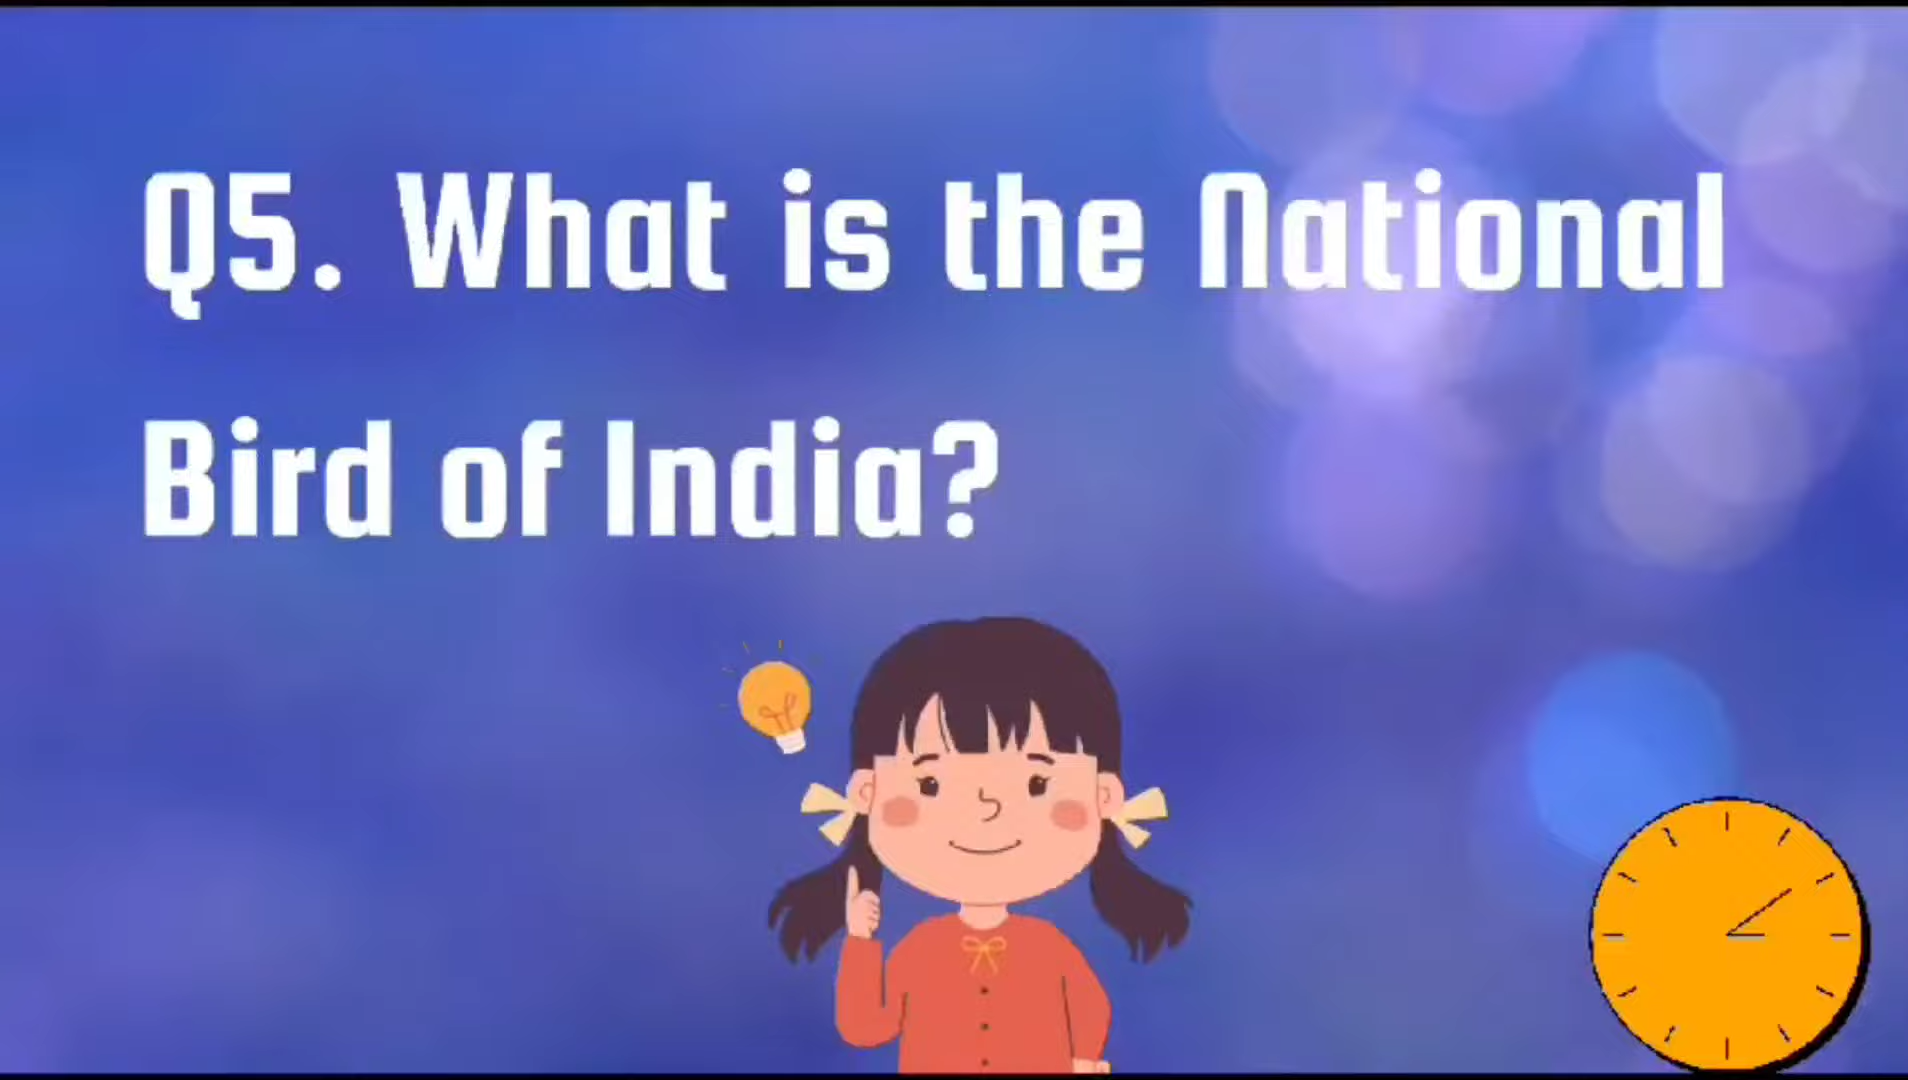 Q5. What is the National
Bird of India?